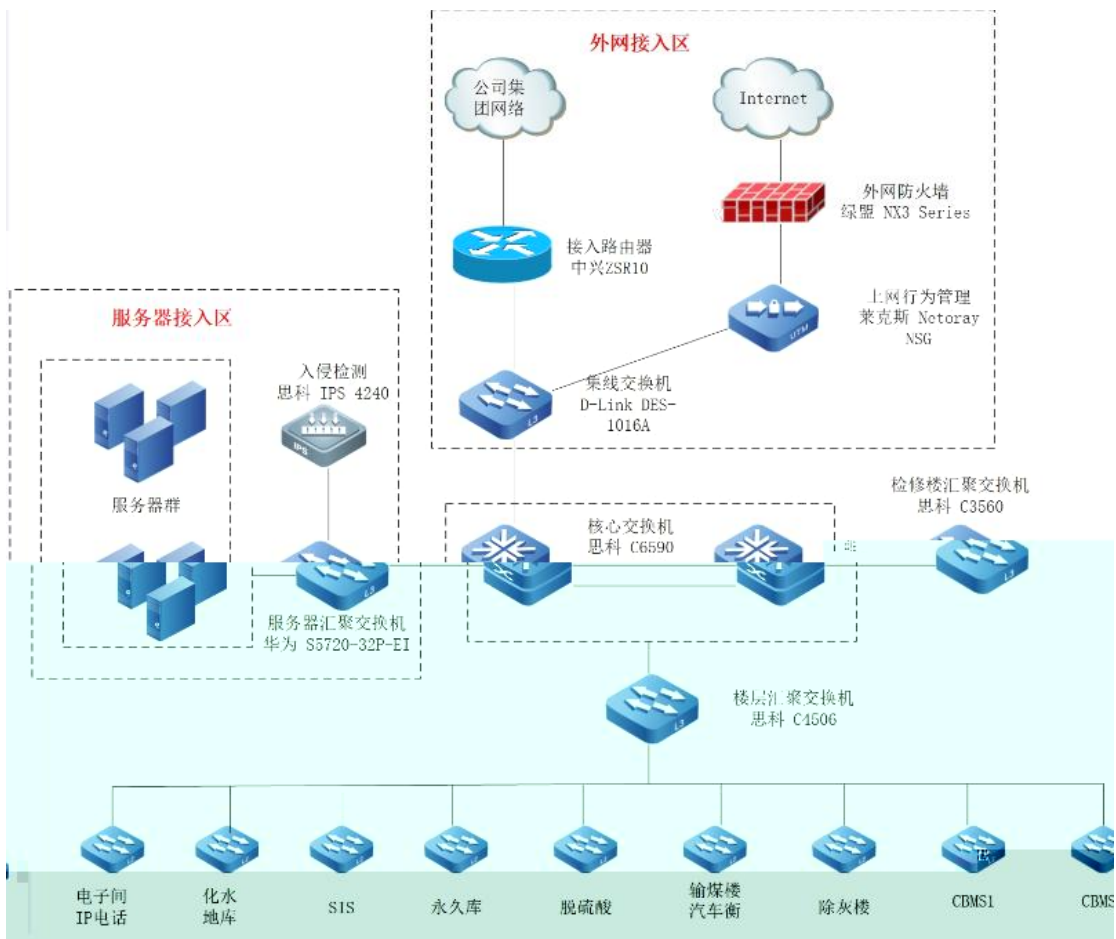 外网接入区
公司集
团网络
Internet
外网防火墙
绿盟 NX3 Series
接入路由器
中兴ZSR10
上网行为管理
莱克斯 Netoray
NSG
UTM
集线交换机
D-Link DES-
1016A
L3
服务器接入区
入侵检测
思科 IPS 4240
IPS
服务器群
检修楼汇聚交换机
思科 C3560
L3
核心交换机
思科 C6590
L3
服务器汇聚交换机
华为 S5720-32P-EI
楼层汇聚交换机
思科 C4506
L3
电子间
IP电话
化水
地库
SIS
永久库
脱硫酸
输煤楼
汽车衡
除灰楼
CBMS1
CBMS